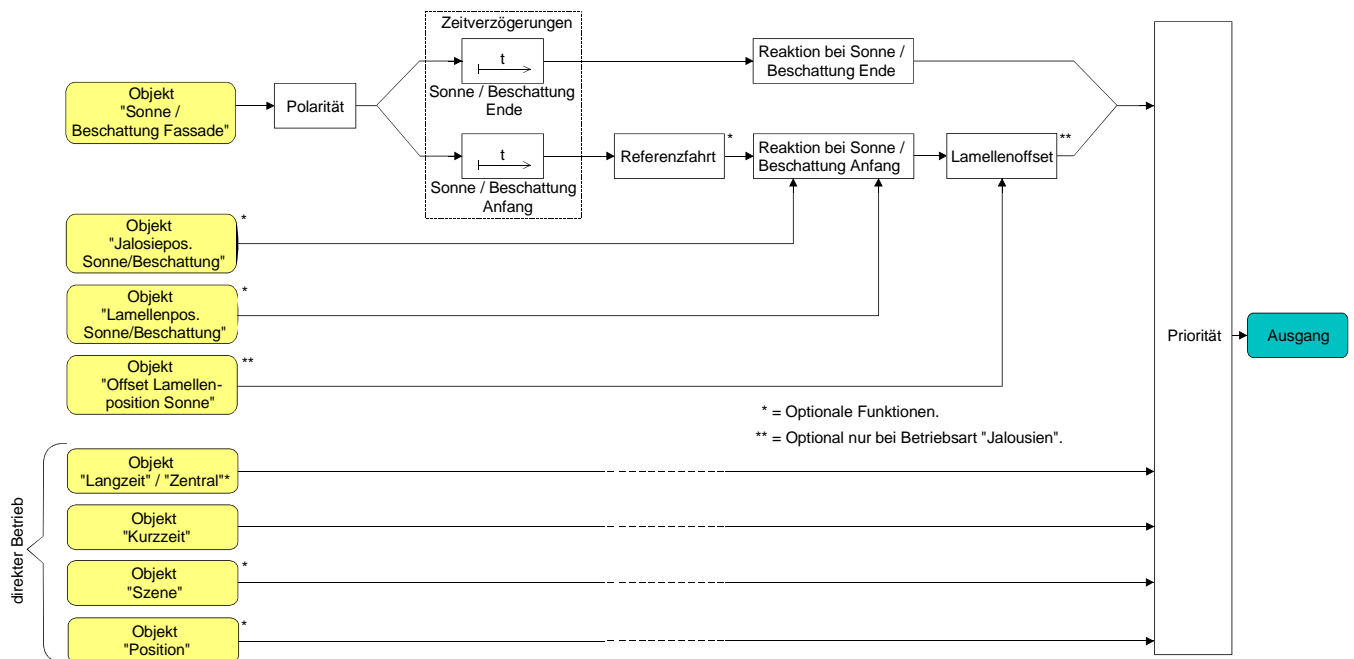 Zeitverzögerungen
t
Sonne / Beschattung
Ende
Reaktion bei Sonne /
Beschattung Ende
Objekt
"Sonne /
Beschattung Fassade"
Polarität
t
Sonne / Beschattung
Anfang
Referenzfahrt
*
Reaktion bei Sonne /
Beschattung Anfang
Lamellenoffset
**
Objekt
"Jalosiepos.
Sonne/Beschattung"
*
Objekt
"Lamellenpos.
Sonne/Beschattung"
*
Objekt
"Offset Lamellen-
position Sonne"
**
Priorität
Ausgang
* = Optionale Funktionen.
** = Optional nur bei Betriebsart "Jalousien".
direkter Betrieb
Objekt
"Langzeit" / "Zentral"*
Objekt
"Kurzzeit"
Objekt
"Szene"
*
Objekt
"Position"
*